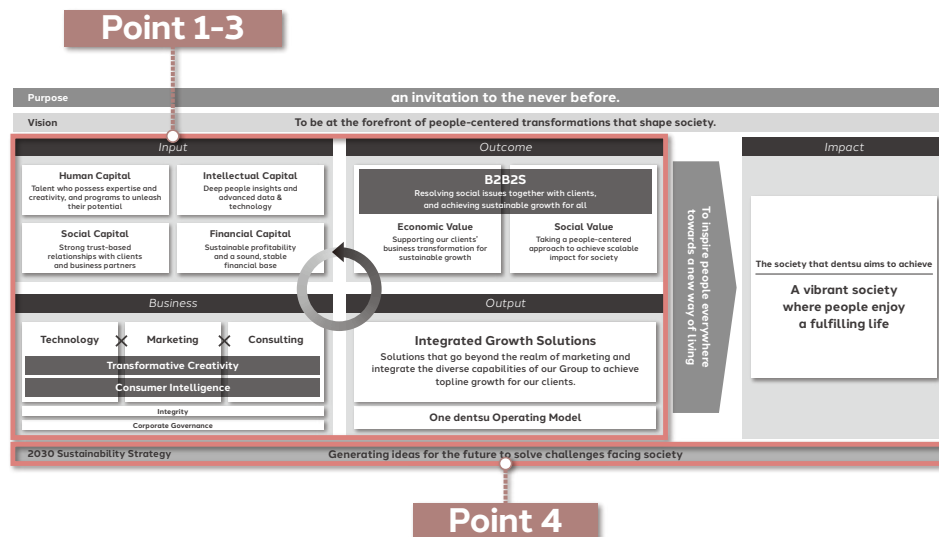 Point 1-3
Purpose
an invitation to the never before.
Vision
To be at the forefront of people-centered transformations that shape society.
Input
Human Capital
Talent who possess expertise and
creativity, and programs to unleash
their potential
Intellectual Capital
Deep people insights and
advanced data &
technology
Social Capital
Strong trust-based
relationships with clients
and business partners
Financial Capital
Sustainable profitability
and a sound, stable
financial base
Outcome
B2B2S
Resolving social issues together with clients,
and achieving sustainable growth for all
Economic Value
Supporting our clients'
business transformation for
sustainable growth
Social Value
Taking a people-centered
approach to achieve scalable
impact for society
Business
Technology × Marketing × Consulting
Transformative Creativity
Consumer Intelligence
Integrity
Corporate Governance
Output
Integrated Growth Solutions
Solutions that go beyond the realm of marketing and
integrate the diverse capabilities of our Group to achieve
topline growth for our clients.
One dentsu Operating Model
To inspire people everywhere
towards a new way of living
Impact
The society that dentsu aims to achieve
A vibrant society
where people enjoy
a fulfilling life
2030 Sustainability Strategy
Generating ideas for the future to solve challenges facing society
Point 4